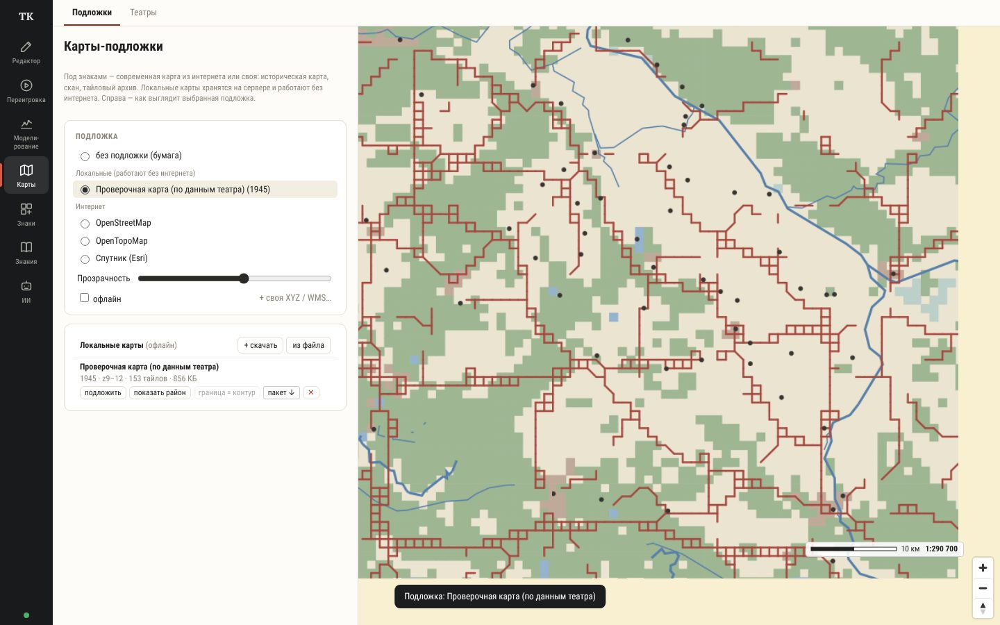 TK
Редактор
Переигровка
Модели-
рование
Карты
Знаки
Знания
ИИ
Подложки
Театры
Карты-подложки
Под знаками — современная карта из интернета или своя: историческая карта,
скан, тайловый архив. Локальные карты хранятся на сервере и работают без
интернета. Справа — как выглядит выбранная подложка.
ПОДЛОЖКА
без подложки (бумага)
Локальные (работают без интернета)
Проверочная карта (по данным театра) (1945)
Интернет
OpenStreetMap
OpenTopoMap
Спутник (Esri)
Прозрачность
офлайн
+ своя XYZ / WMS...
Локальные карты (офлайн)
+ скачать
из файла
Проверочная карта (по данным театра)
1945 · z9–12 · 153 тайлов · 856 КБ
подложить
показать район
граница = контур
пакет ↓
×
10 км 1:290 700
Подложка: Проверочная карта (по данным театра)